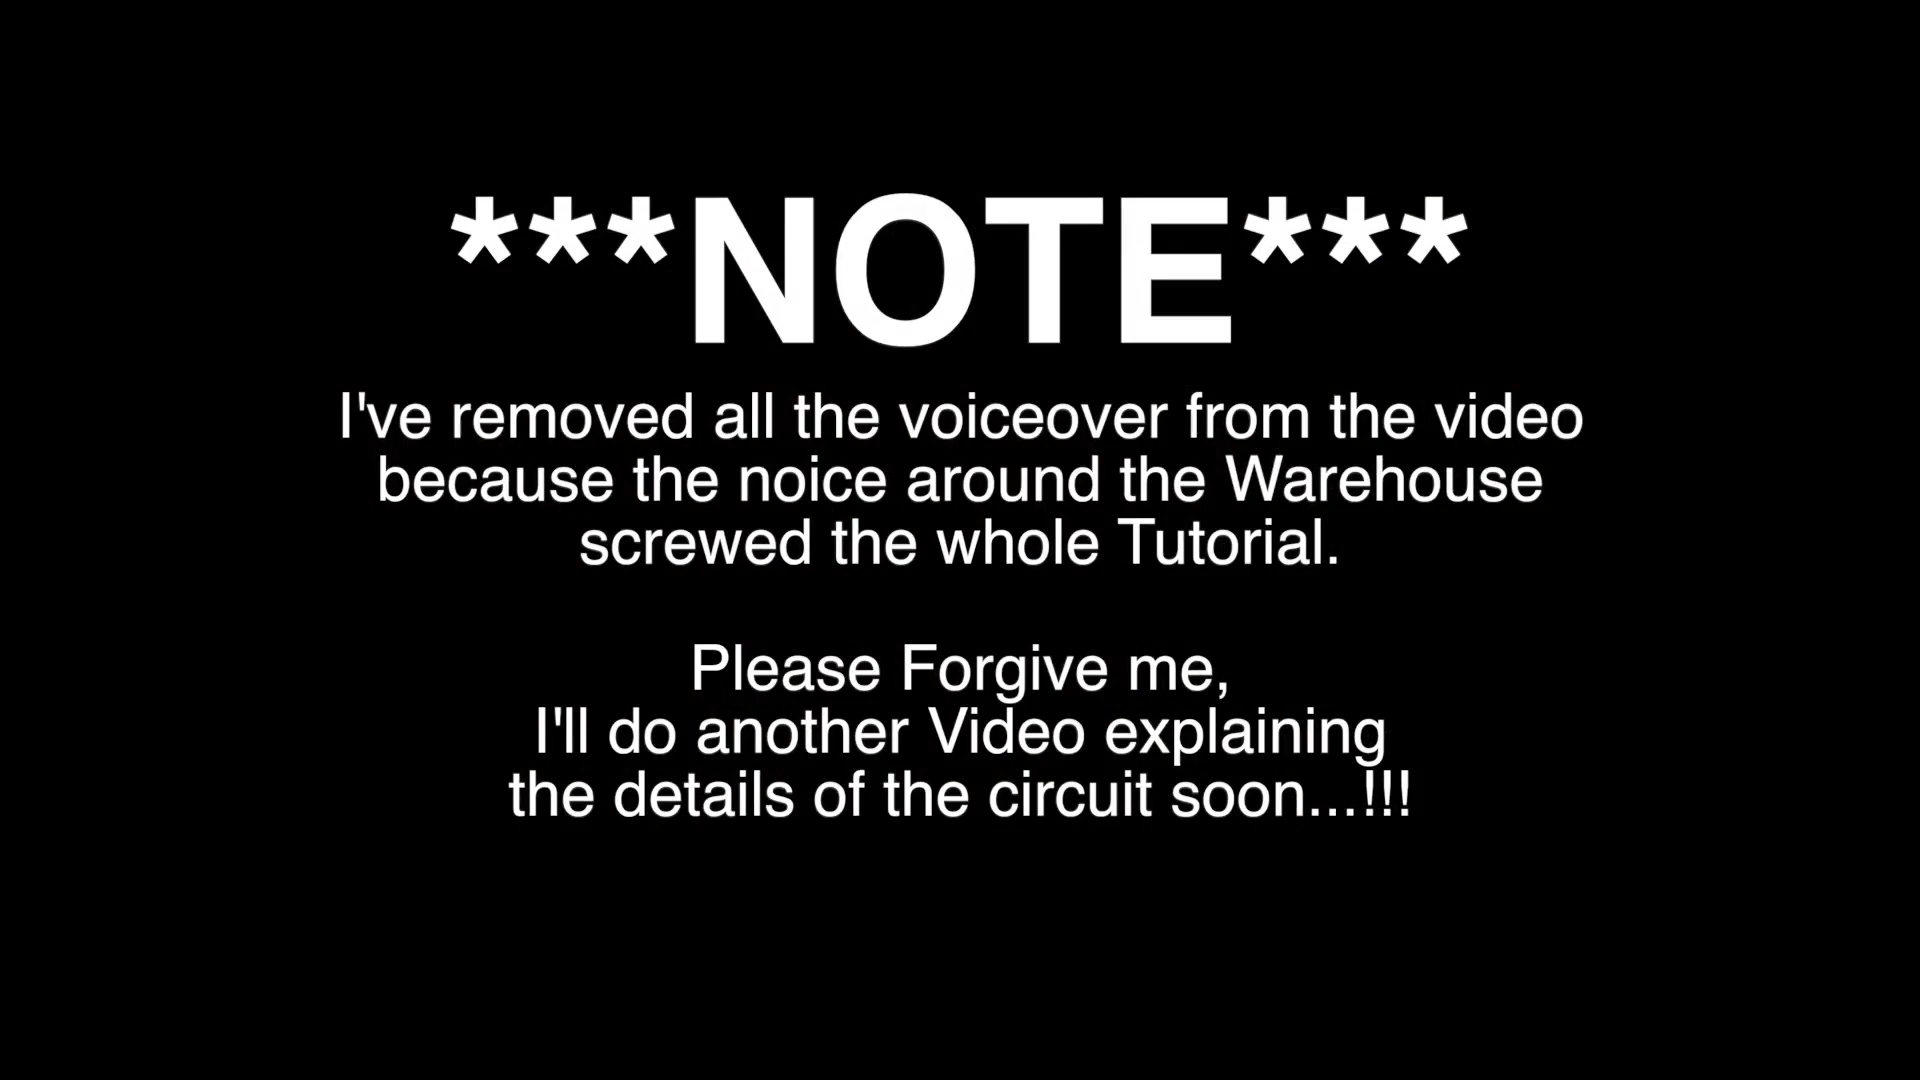 ***NOTE***
I've removed all the voiceover from the video
because the noice around the Warehouse
screwed the whole Tutorial.
Please Forgive me,
I'll do another Video explaining
the details of the circuit soon...!!!